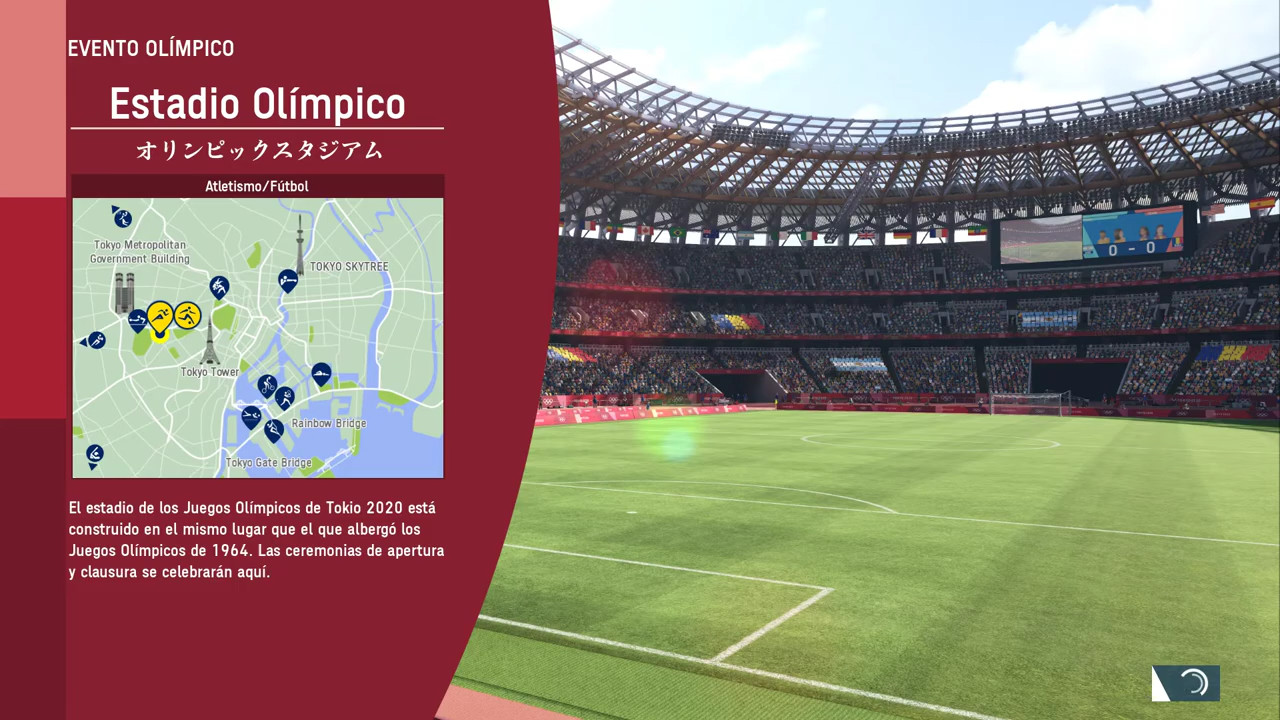 EVENTO OLÍMPICO
Estadio Olímpico
オリンピックスタジアム
Atletismo/Fútbol
Tokyo Metropolitan
Government Building
TOKYO SKYTREE
Tokyo Tower
Rainbow Bridge
Tokyo Gate Bridge
El estadio de los Juegos Olímpicos de Tokio 2020 está
construido en el mismo lugar que el que albergó los
Juegos Olímpicos de 1964. Las ceremonias de apertura
y clausura se celebrarán aquí.
0 - 0